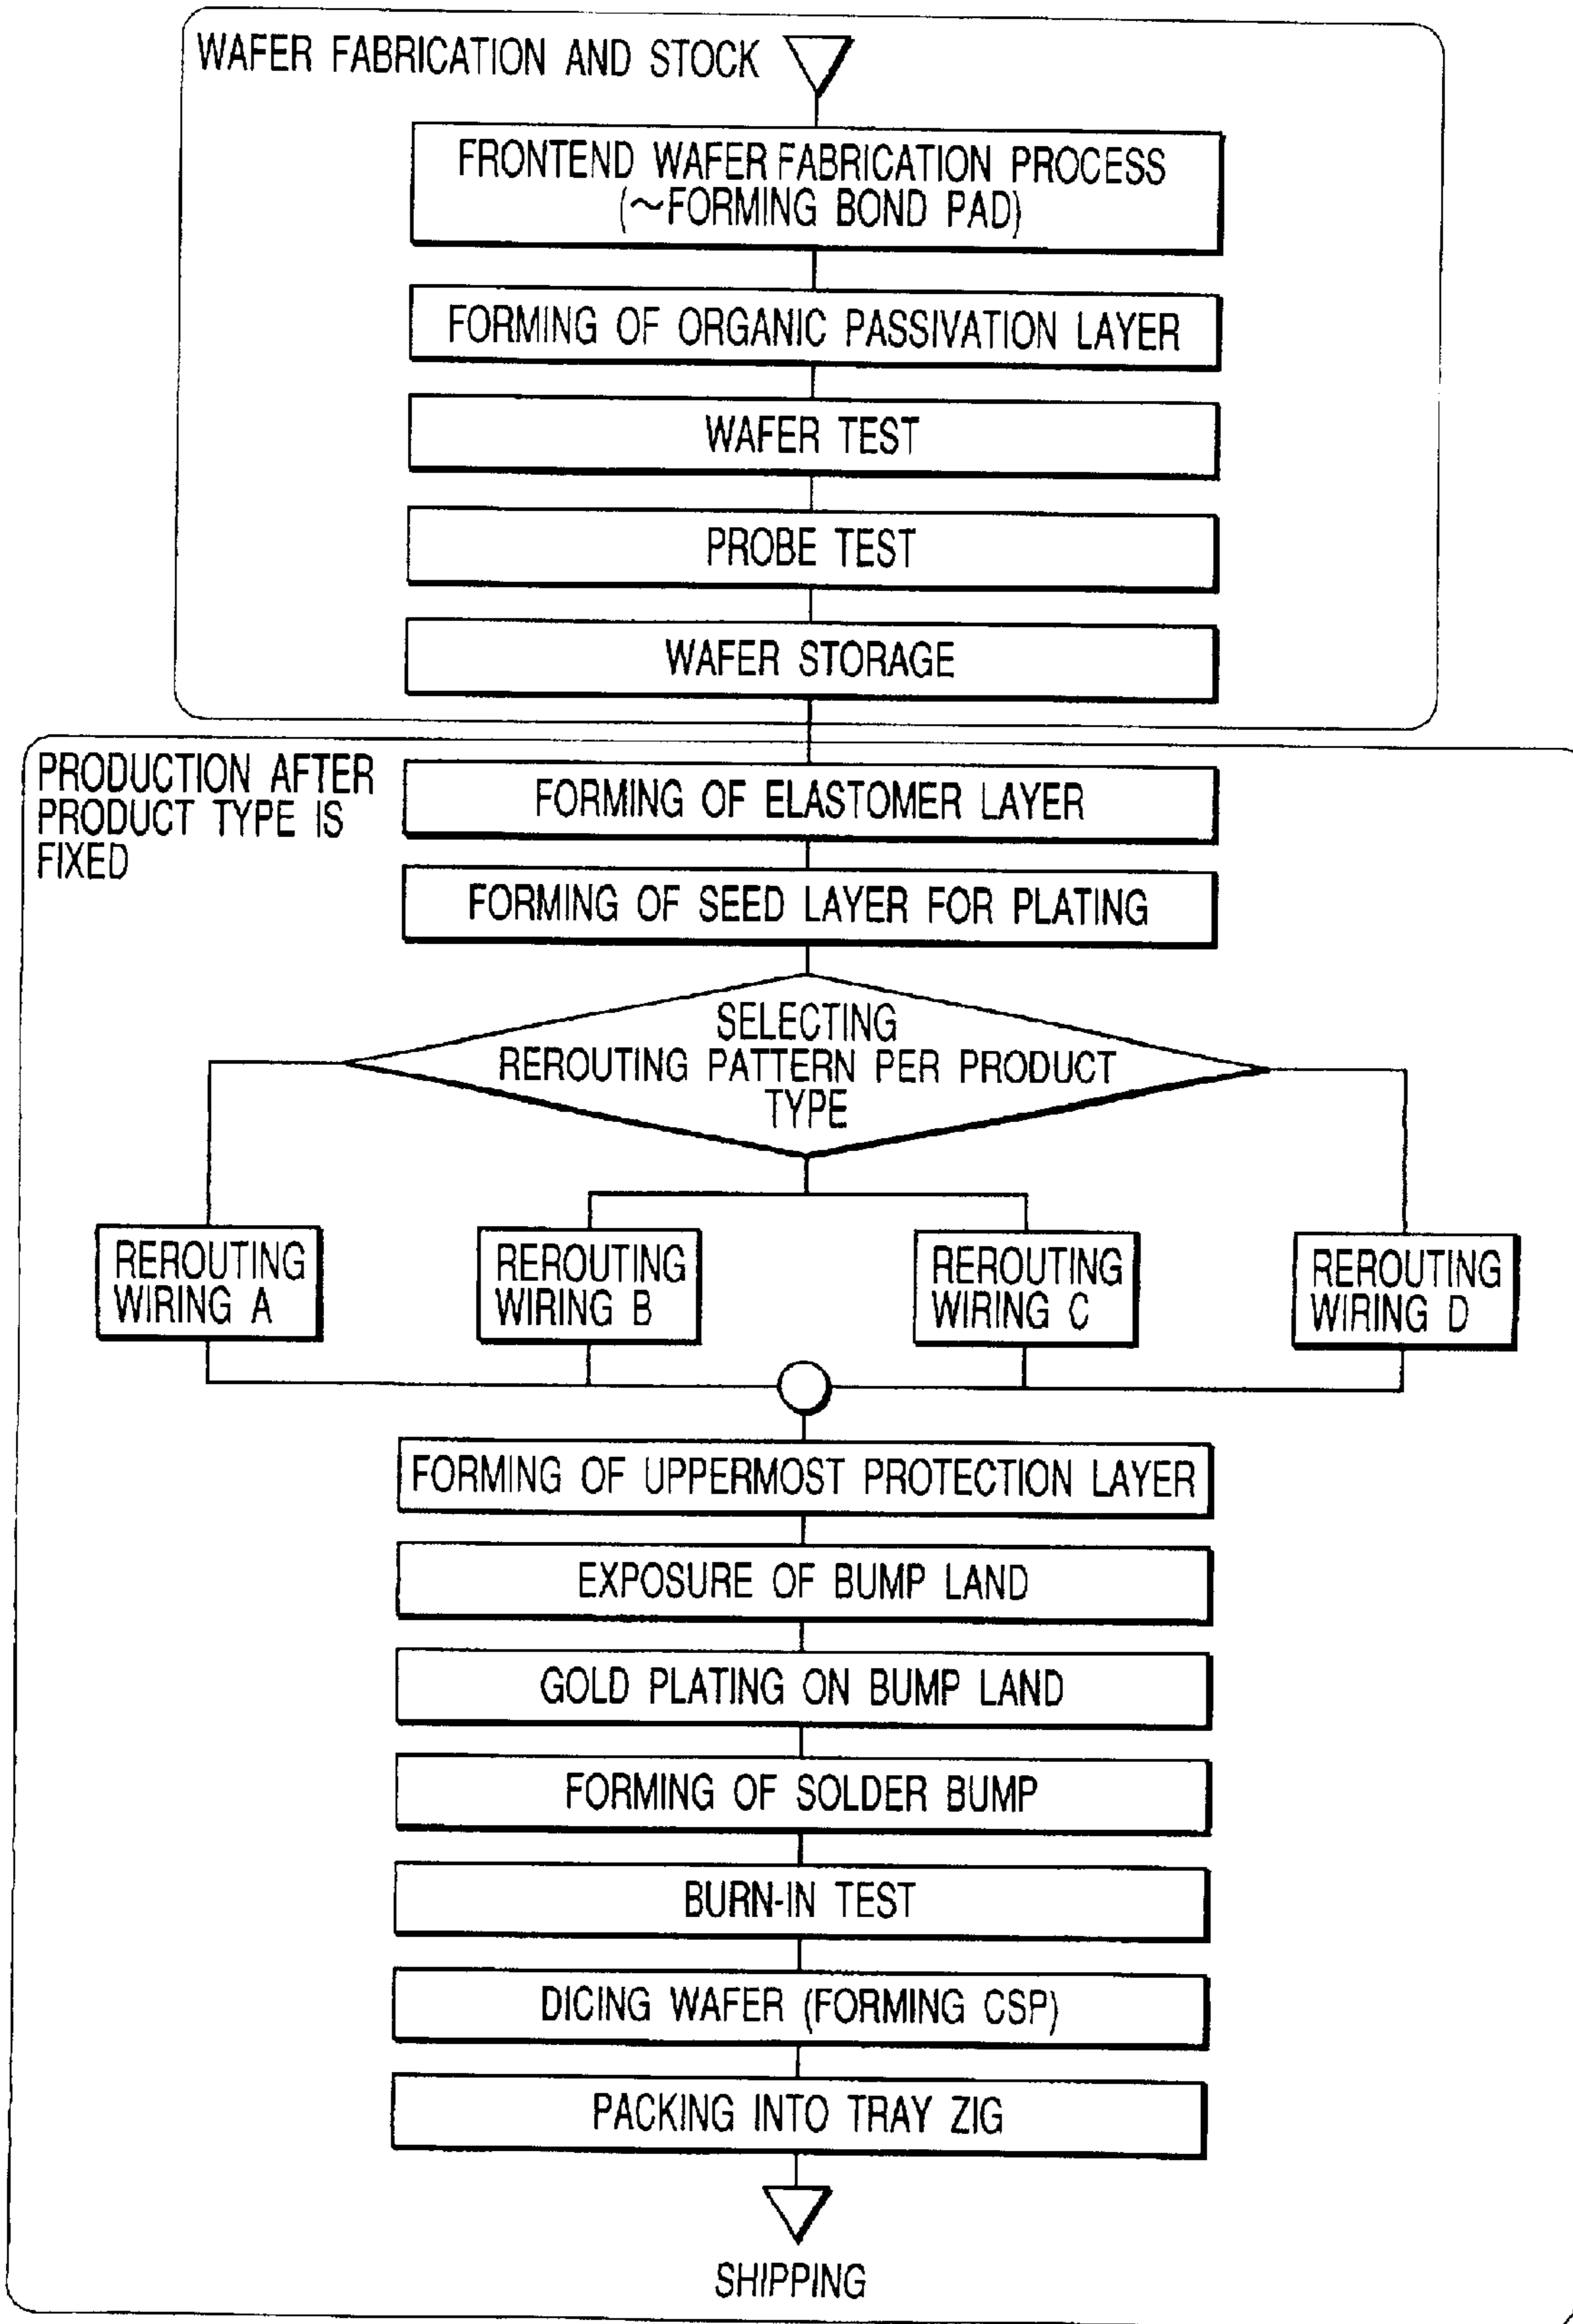 WAFER FABRICATION AND STOCK
FRONTEND WAFER FABRICATION PROCESS
(~FORMING BOND PAD)
FORMING OF ORGANIC PASSIVATION LAYER
WAFER TEST
PROBE TEST
WAFER STORAGE
PRODUCTION AFTER
PRODUCT TYPE IS
FIXED
FORMING OF ELASTOMER LAYER
FORMING OF SEED LAYER FOR PLATING
SELECTING
REROUTING PATTERN PER PRODUCT
TYPE
REROUTING
WIRING A
REROUTING
WIRING B
REROUTING
WIRING C
REROUTING
WIRING D
FORMING OF UPPERMOST PROTECTION LAYER
EXPOSURE OF BUMP LAND
GOLD PLATING ON BUMP LAND
FORMING OF SOLDER BUMP
BURN-IN TEST
DICING WAFER (FORMING CSP)
PACKING INTO TRAY ZIG
SHIPPING